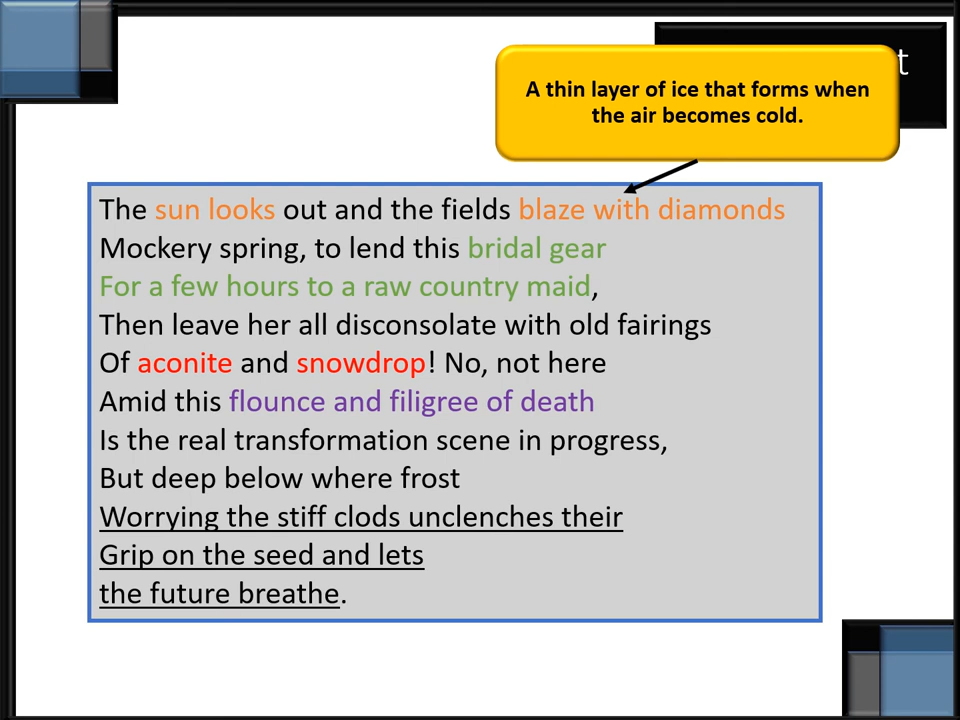 t
A thin layer of ice that forms when
the air becomes cold.
The sun looks out and the fields blaze with diamonds
Mockery spring, to lend this bridal gear
For a few hours to a raw country maid,
Then leave her all disconsolate with old fairings
Of aconite and snowdrop! No, not here
Amid this flounce and filigree of death
Is the real transformation scene in progress,
But deep below where frost
Worrying the stiff clods unclenches their
Grip on the seed and lets
the future breathe.